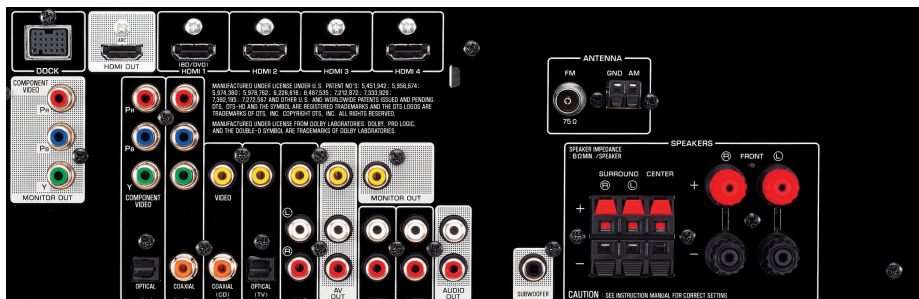 ARC
(BD/DVD)
DOCK
HDMI OUT
HDMI 1
HDMI 2
HDMI 3
HDMI 4
ANTENNA
FM
GND AM
75 Ω
COMPONENT
VIDEO
PR
PB
Y
MONITOR OUT
MANUFACTURED UNDER LICENSE UNDER U.S. PATENT NO'S: 5,451,942; 5,956,674;
5,974,380; 5,978,762; 6,226,616; 6,487,535; 7,212,872; 7,333,929;
7,392,195; 7,272,567 AND OTHER U.S. AND WORLDWIDE PATENTS ISSUED AND PENDING.
DTS, DTS-HD AND THE SYMBOL ARE REGISTERED TRADEMARKS AND THE DTS LOGOS ARE
TRADEMARKS OF DTS, INC. COPYRIGHT DTS, INC. ALL RIGHTS RESERVED.
MANUFACTURED UNDER LICENSE FROM DOLBY LABORATORIES. DOLBY, PRO LOGIC,
AND THE DOUBLE-D SYMBOL ARE TRADEMARKS OF DOLBY LABORATORIES.
PR
PB
Y
COMPONENT
VIDEO
VIDEO
MONITOR OUT
L
R
OPTICAL
COAXIAL
COAXIAL
(CD)
OPTICAL
(TV)
AV
OUT
AUDIO
OUT
SUBWOOFER
SPEAKERS
SPEAKER IMPEDANCE
: 6 Ω MIN. /SPEAKER
R FRONT L
SURROUND CENTER
R L
+
−
+
−
CAUTION : SEE INSTRUCTION MANUAL FOR CORRECT SETTING.